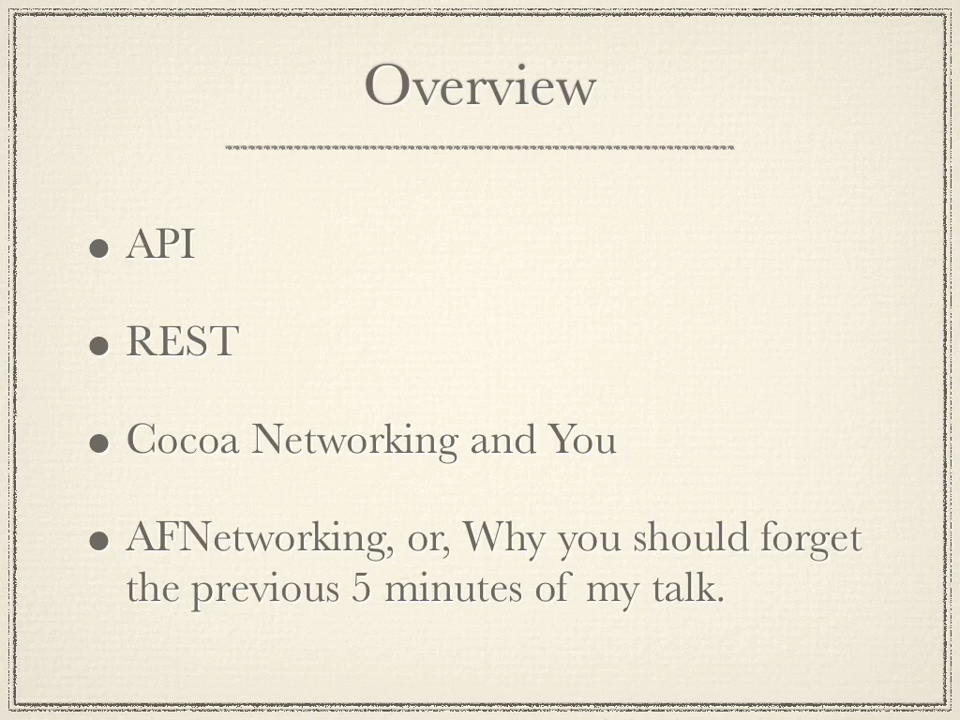 Overview
• API
• REST
• Cocoa Networking and You
• AFNetworking, or, Why you should forget
the previous 5 minutes of my talk.